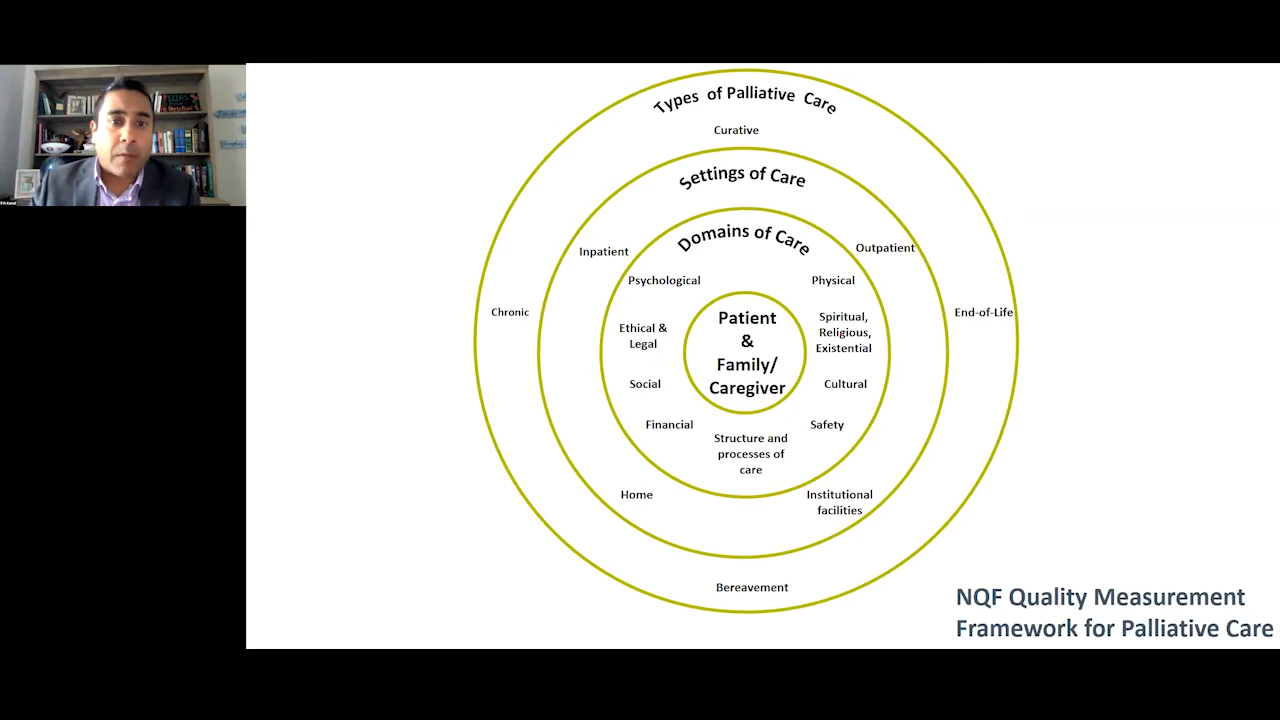 Types of Palliative Care
Curative
Settings of Care
Domains of Care
Inpatient
Outpatient
Psychological
Physical
Chronic
End-of-Life
Ethical &
Legal
Spiritual,
Religious,
Existential
Patient
&
Family/
Caregiver
Social
Cultural
Financial
Safety
Structure and
processes of
care
Home
Institutional
facilities
Bereavement
NQF Quality Measurement
Framework for Palliative Care